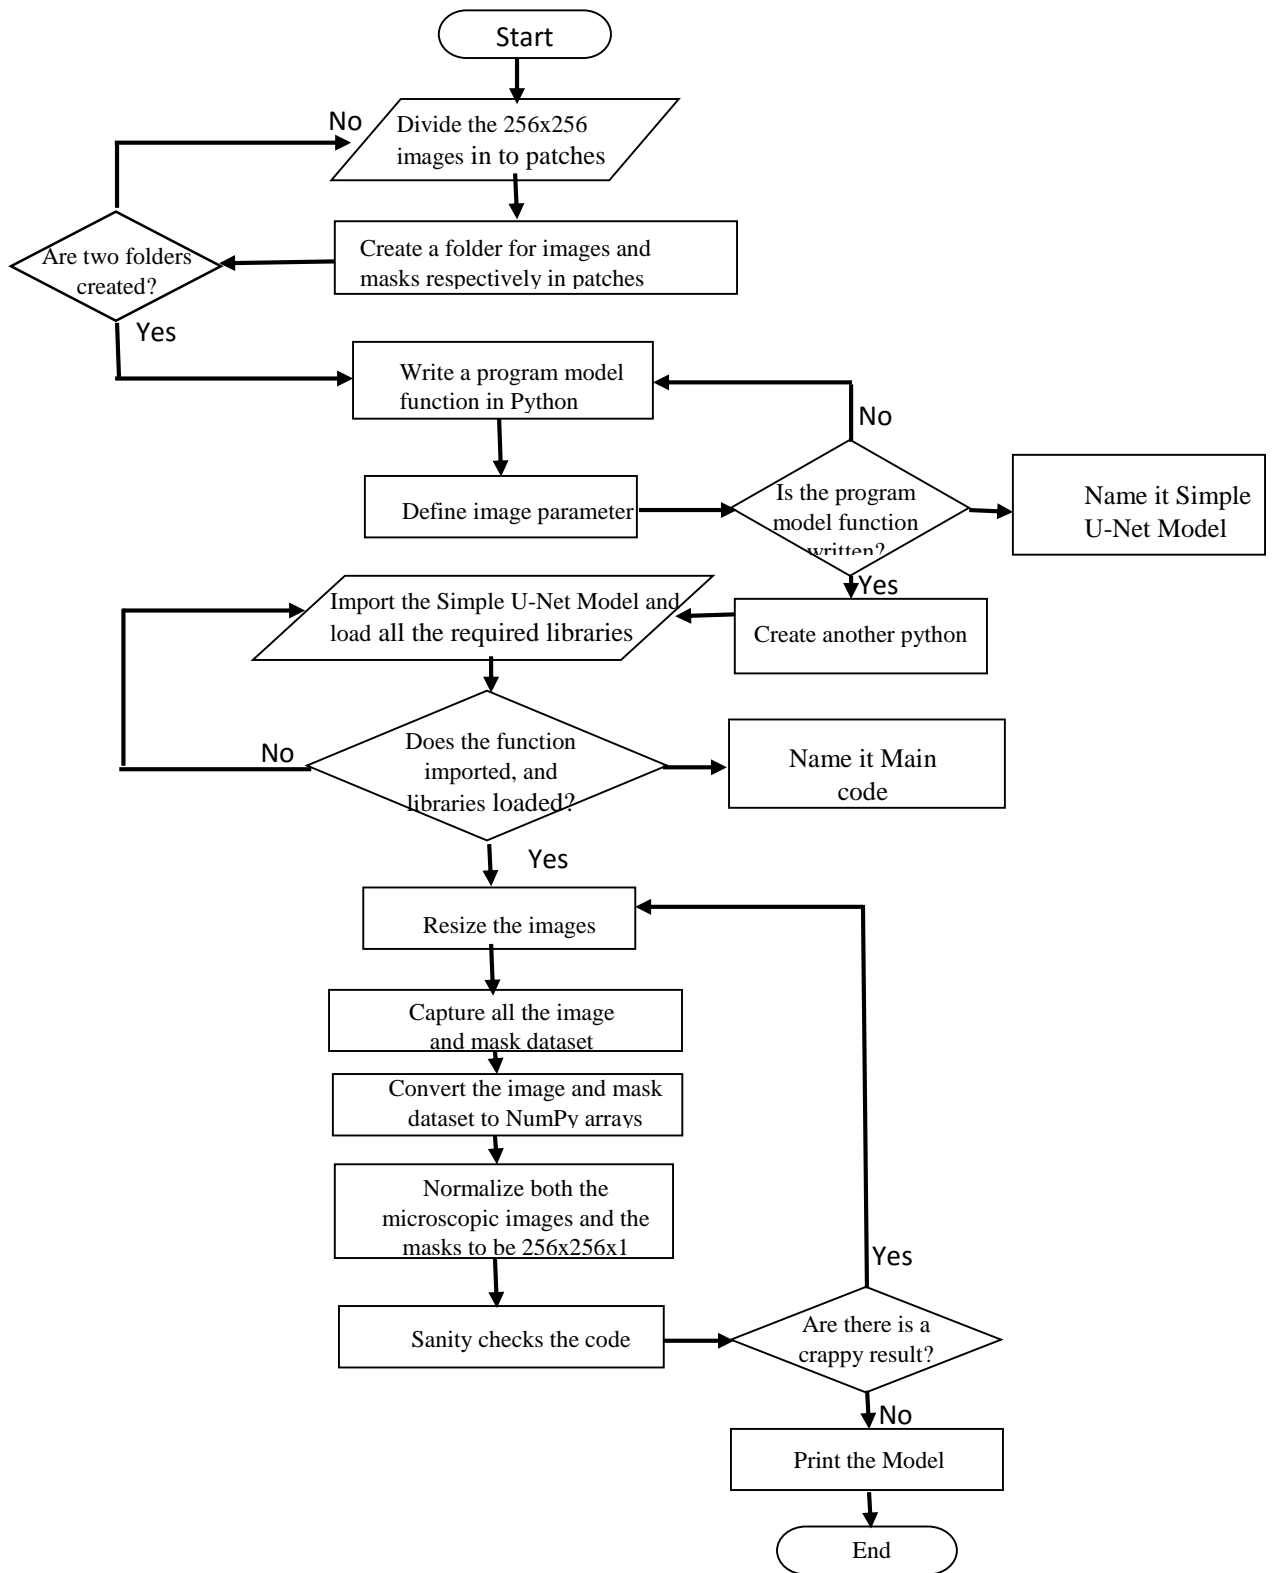 Start
No
Divide the 256x256
images in to patches
Are two folders
created?
Create a folder for images and
masks respectively in patches
Yes
Write a program model
function in Python
No
Define image parameter
Is the program
model function
written?
Name it Simple
U-Net Model
Yes
Import the Simple U-Net Model and
load all the required libraries
Create another python
No
Does the function
imported, and
libraries loaded?
Name it Main
code
Yes
Resize the images
Capture all the image
and mask dataset
Convert the image and mask
dataset to NumPy arrays
Normalize both the
microscopic images and the
masks to be 256x256x1
Yes
Sanity checks the code
Are there is a
crappy result?
No
Print the Model
End